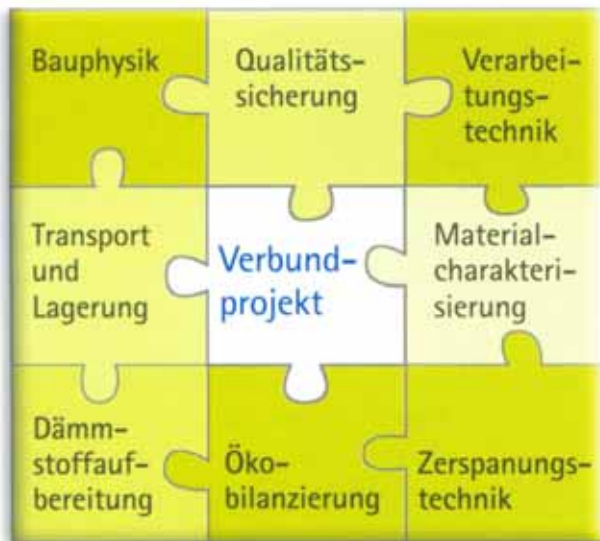 Bauphysik
Qualitäts-
sicherung
Verarbei-
tungs-
technik
Transport
und
Lagerung
Verbund-
projekt
Material-
charakteri-
sierung
Dämm-
stoffauf-
bereitung
Öko-
bilanzierung
Zerspanungs-
technik